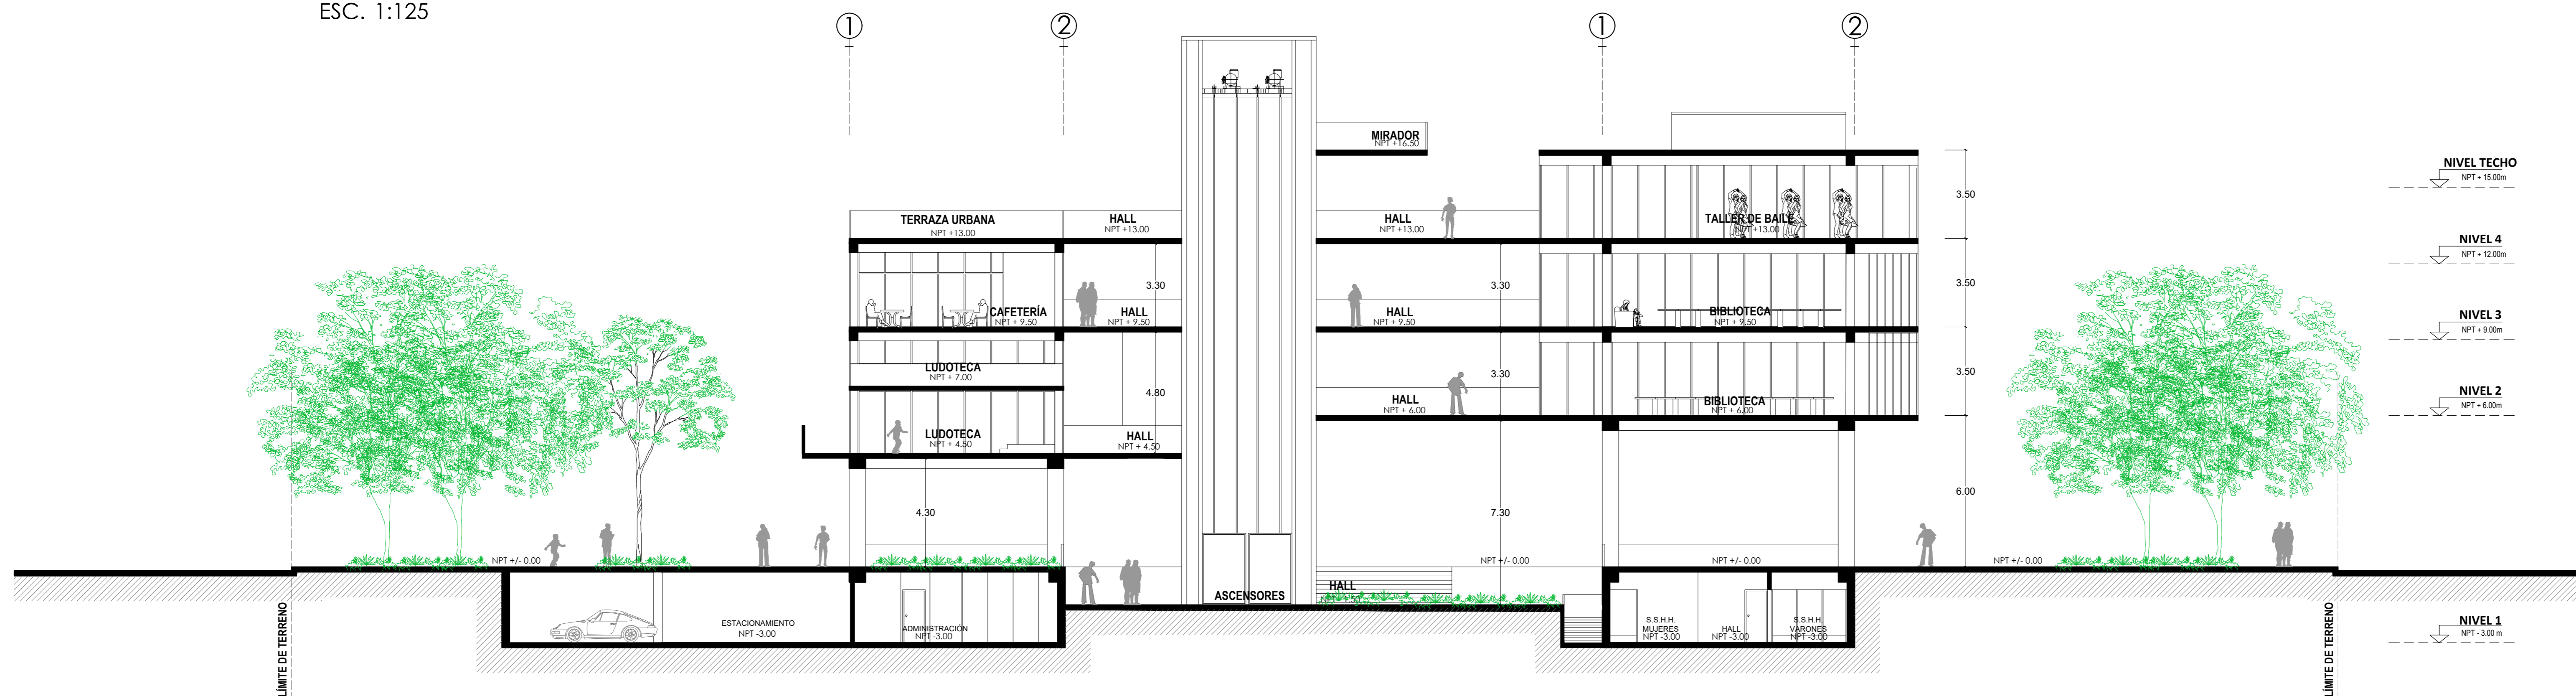 ESC. 1:125
1
2
1
2
MIRADOR
NPT +16.50
NIVEL TECHO
NPT + 15.00m
3.50
TERRAZA URBANA
NPT +13.00
HALL
NPT +13.00
HALL
NPT +13.00
TALLER DE BAILE
NPT +13.00
NIVEL 4
NPT + 12.00m
3.30
3.30
3.50
CAFETERÍA
NPT + 9.50
HALL
NPT + 9.50
HALL
NPT + 9.50
BIBLIOTECA
NPT + 9.50
NIVEL 3
NPT + 9.00m
LUDOTECA
NPT + 7.00
3.30
3.50
4.80
HALL
NPT + 6.00
BIBLIOTECA
NPT + 6.00
NIVEL 2
NPT + 6.00m
LUDOTECA
NPT + 4.50
HALL
NPT + 4.50
4.30
7.30
6.00
NPT +/- 0.00
NPT +/- 0.00
NPT +/- 0.00
NPT +/- 0.00
HALL
NPT -1.50
ASCENSORES
ESTACIONAMIENTO
NPT -3.00
ADMINISTRACIÓN
NPT -3.00
S.S.H.H.
MUJERES
NPT -3.00
HALL
NPT -3.00
S.S.H.H.
VARONES
NPT -3.00
NIVEL 1
NPT - 3.00 m
LÍMITE DE TERRENO
LÍMITE DE TERRENO